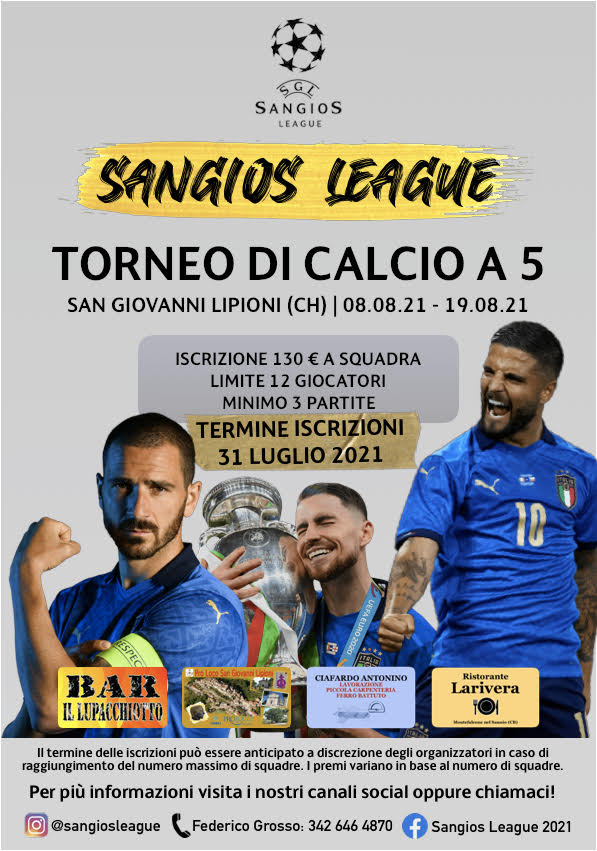 SGL
SANGIOS
LEAGUE
SANGIOS LEAGUE
TORNEO DI CALCIO A 5
SAN GIOVANNI LIPIONI (CH) | 08.08.21 - 19.08.21
ISCRIZIONE 130 € A SQUADRA
LIMITE 12 GIOCATORI
MINIMO 3 PARTITE
TERMINE ISCRIZIONI
31 LUGLIO 2021
10
ITALIA
UEFA EURO 2020
RESPECT
BAR
IL LUPACCHIOTTO
Pro Loco San Giovanni Lipioni
CIAFARDO ANTONINO
LAVORAZIONE
PICCOLA CARPENTERIA
FERRO BATTUTO
Ristorante
Larivera
Montefalcone nel Sannio (CB)
Il termine delle iscrizioni può essere anticipato a discrezione degli organizzatori in caso di
raggiungimento del numero massimo di squadre. I premi variano in base al numero di squadre.
Per più informazioni visita i nostri canali social oppure chiamaci!
@sangiosleague Federico Grosso: 342 646 4870 Sangios League 2021